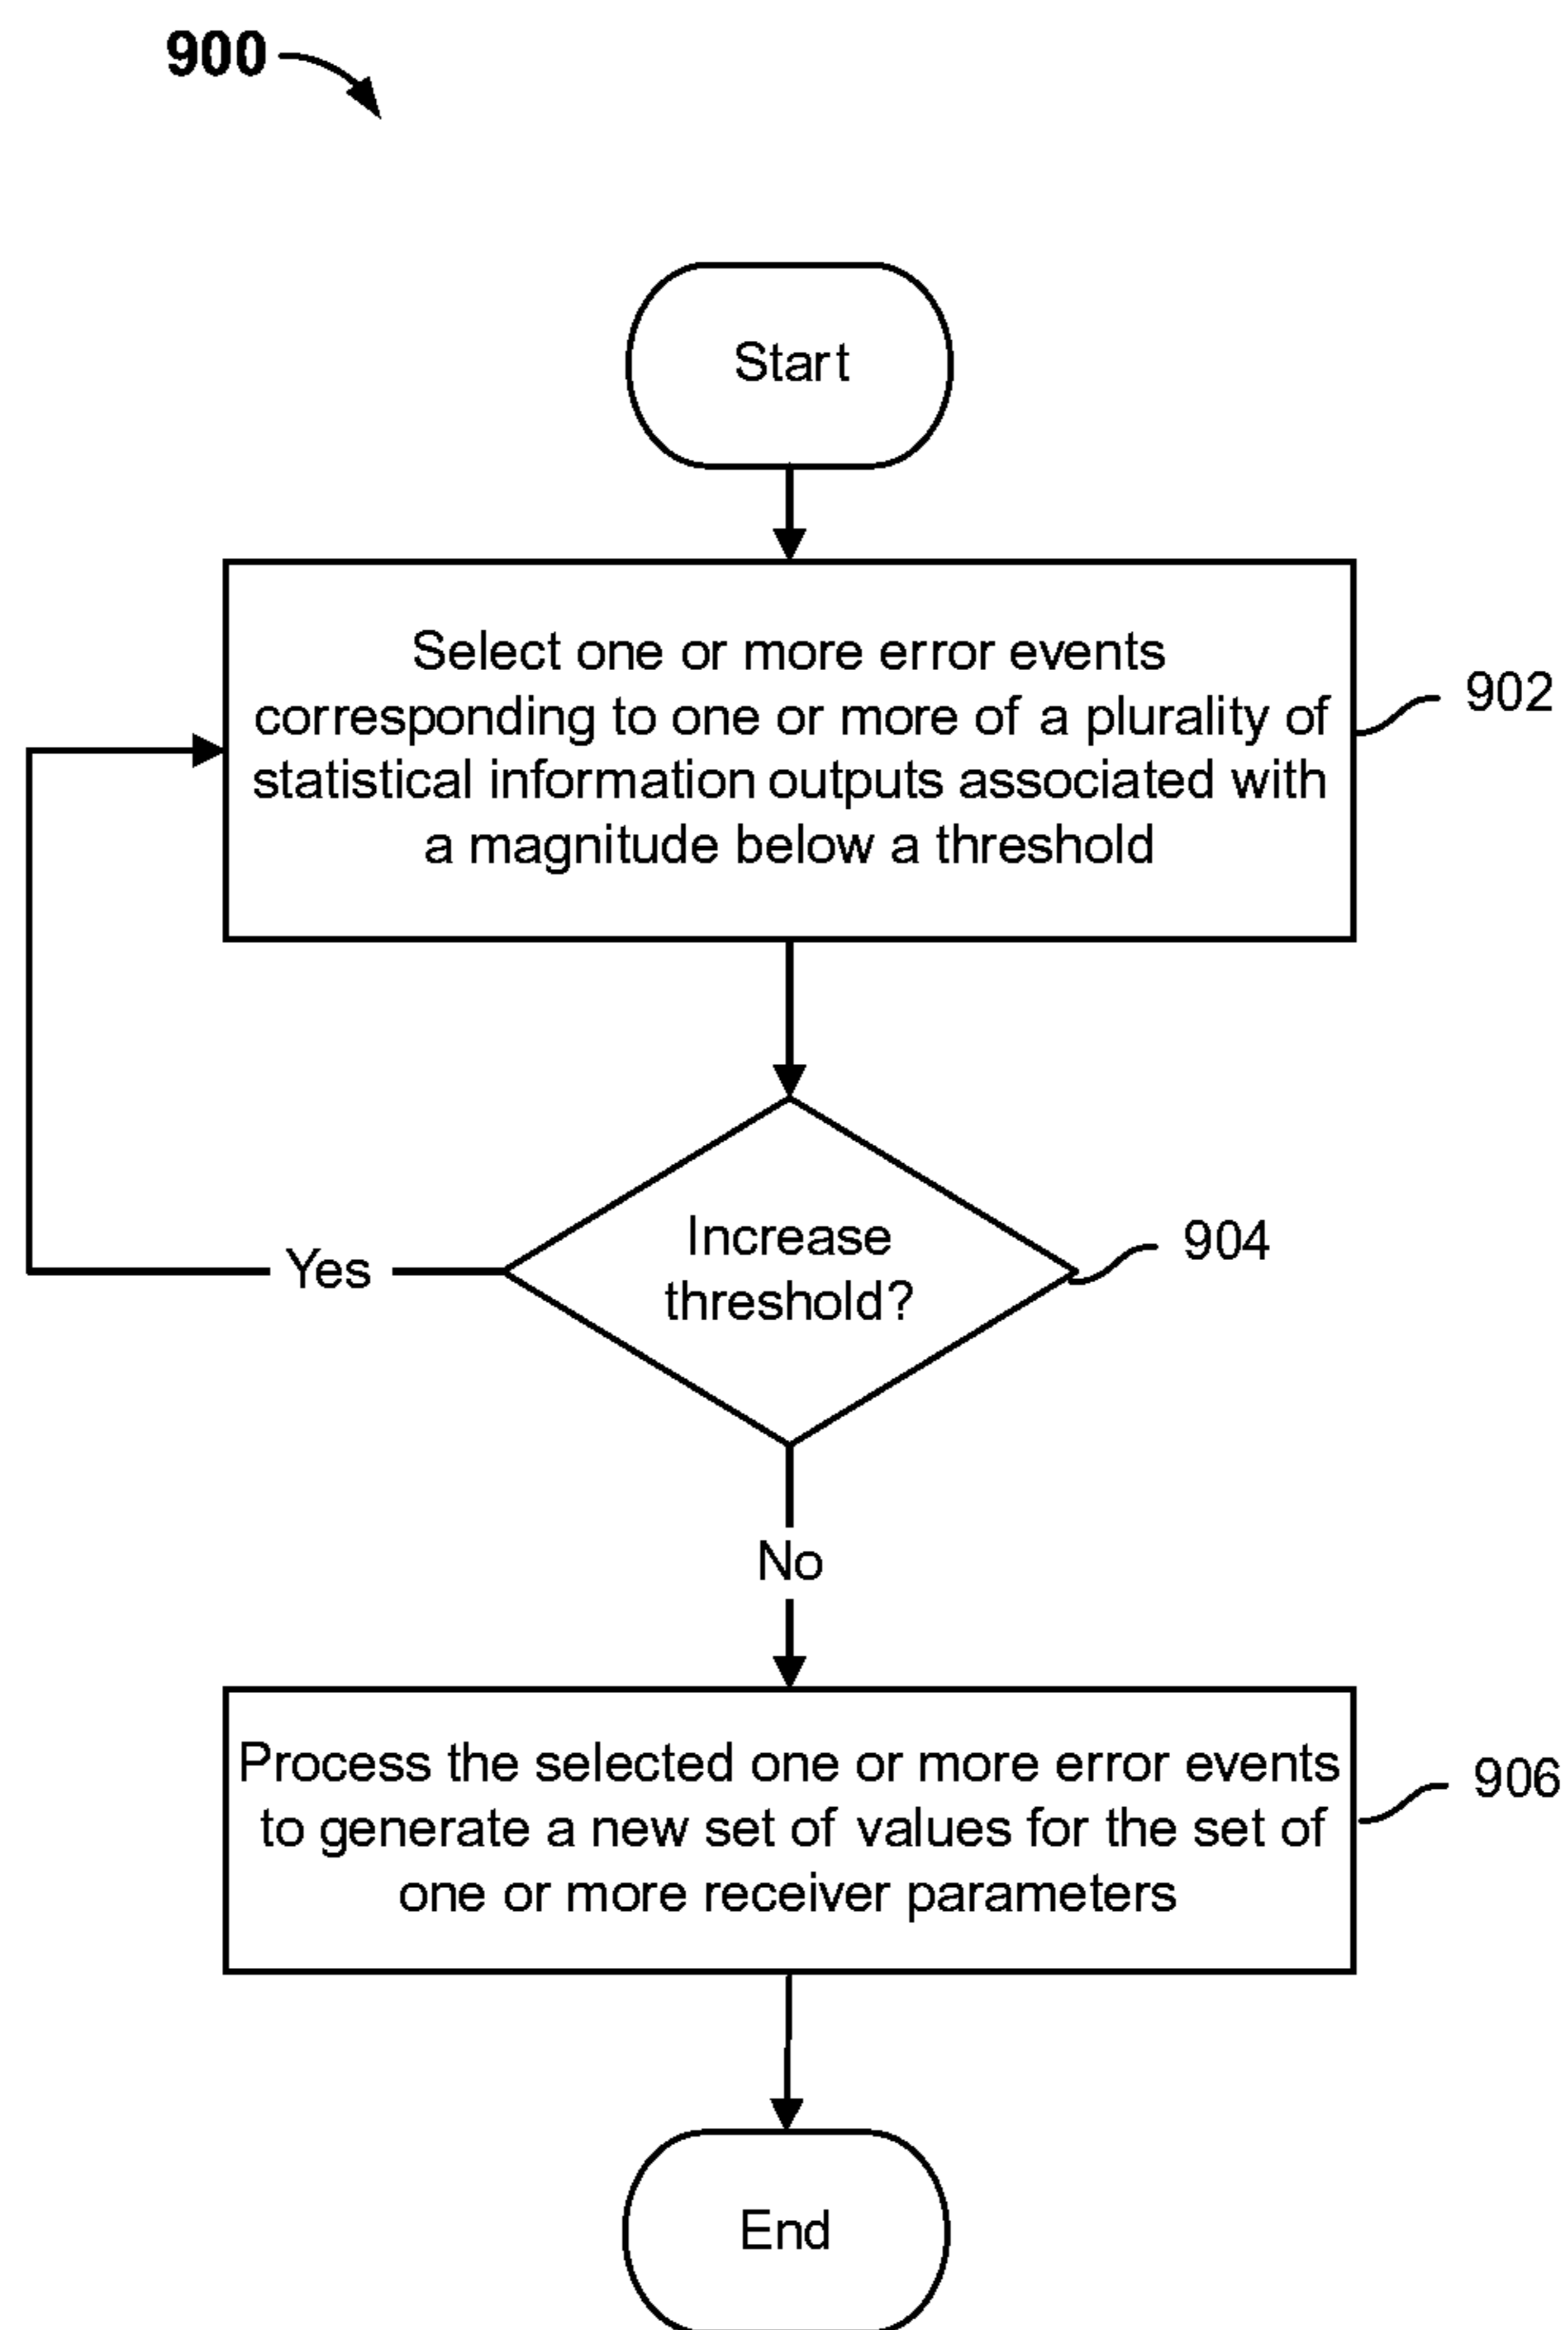 900
Start
Select one or more error events
corresponding to one or more of a plurality of
statistical information outputs associated with
a magnitude below a threshold
902
Increase
threshold?
904
Yes
No
Process the selected one or more error events
to generate a new set of values for the set of
one or more receiver parameters
906
End